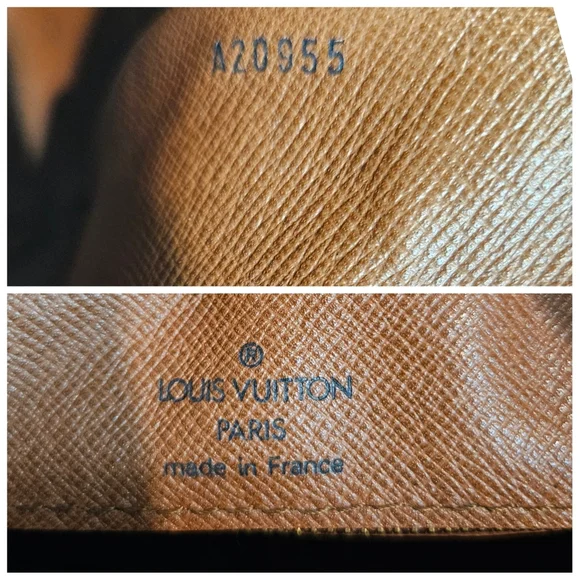 A20955
®
LOUIS VUITTON
PARIS
made in France